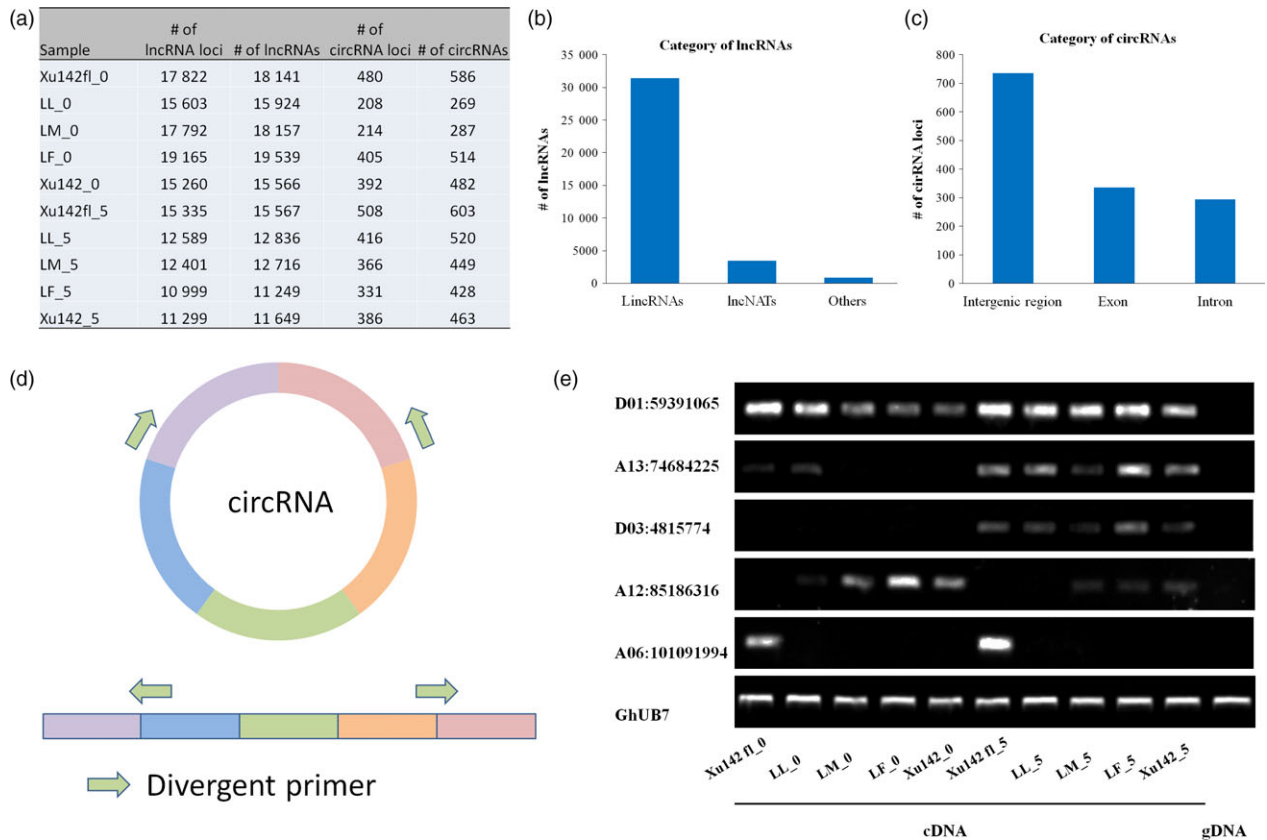 (a)
# of # of
Sample lncRNA loci # of lncRNAs circRNA loci # of circRNAs
Xu142fl_0 17 822 18 141 480 586
LL_0 15 603 15 924 208 269
LM_0 17 792 18 157 214 287
LF_0 19 165 19 539 405 514
Xu142_0 15 260 15 566 392 482
Xu142fl_5 15 335 15 567 508 603
LL_5 12 589 12 836 416 520
LM_5 12 401 12 716 366 449
LF_5 10 999 11 249 331 428
Xu142_5 11 299 11 649 386 463
(b)
Category of lncRNAs
# of lncRNAs
35 000
30 000
25 000
20 000
15 000
10 000
5000
0
LincRNAs lncNATs Others
(c)
Category of circRNAs
# of cirRNA loci
800
700
600
500
400
300
200
100
0
Intergenic region Exon Intron
(d)
circRNA
Divergent primer
(e)
D01:59391065
A13:74684225
D03:4815774
A12:85186316
A06:101091994
GhUB7
Xu142 fl_0 LL_0 LM_0 LF_0 Xu142_0 Xu142 fl_5 LL_5 LM_5 LF_5 Xu142_5
cDNA gDNA